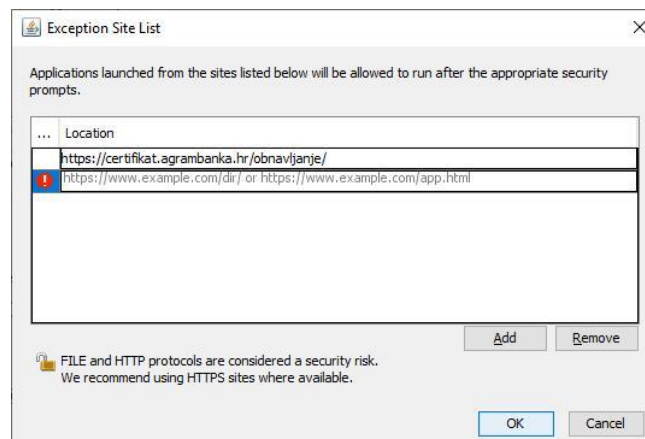 Exception Site List
Applications launched from the sites listed below will be allowed to run after the appropriate security
prompts.
... Location
https://certifikat.agrambanka.hr/obnavljanje/
https://www.example.com/dir/ or https://www.example.com/app.html
Add Remove
FILE and HTTP protocols are considered a security risk.
We recommend using HTTPS sites where available.
OK Cancel